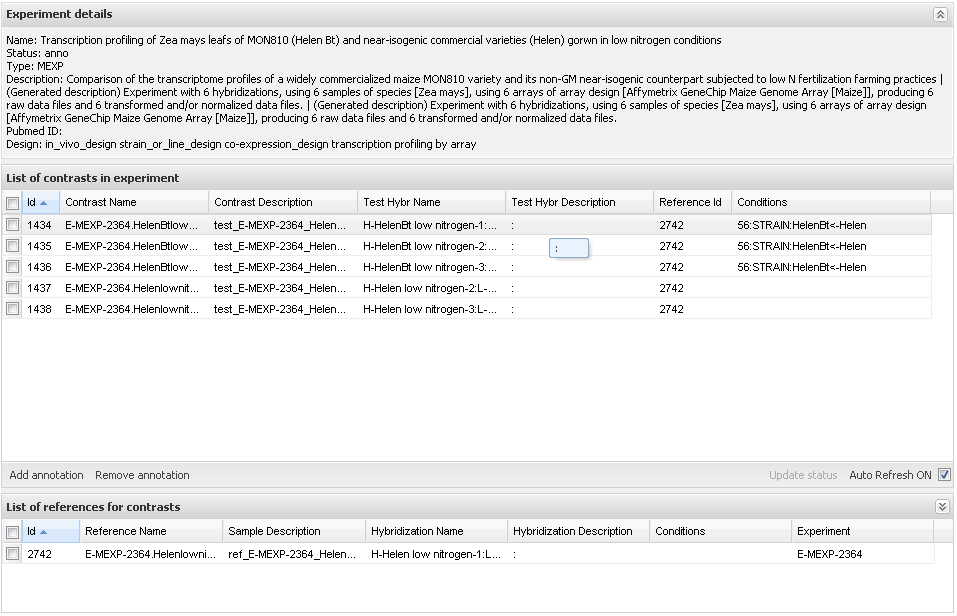 Experiment details
Name: Transcription profiling of Zea mays leafs of MON810 (Helen Bt) and near-isogenic commercial varieties (Helen) gorwn in low nitrogen conditions
Status: anno
Type: MEXP
Description: Comparison of the transcriptome profiles of a widely commercialized maize MON810 variety and its non-GM near-isogenic counterpart subjected to low N fertilization farming practices |
(Generated description) Experiment with 6 hybridizations, using 6 samples of species [Zea mays], using 6 arrays of array design [Affymetrix GeneChip Maize Genome Array [Maize]], producing 6
raw data files and 6 transformed and/or normalized data files. | (Generated description) Experiment with 6 hybridizations, using 6 samples of species [Zea mays], using 6 arrays of array design
[Affymetrix GeneChip Maize Genome Array [Maize]], producing 6 raw data files and 6 transformed and/or normalized data files.
Pubmed ID:
Design: in_vivo_design strain_or_line_design co-expression_design transcription profiling by array
List of contrasts in experiment
Id Contrast Name Contrast Description Test Hybr Name Test Hybr Description Reference Id Conditions
1434 E-MEXP-2364.HelenBtlow... test_E-MEXP-2364_Helen... H-HelenBt low nitrogen-1:... : 2742 56:STRAIN:HelenBt<-Helen
1435 E-MEXP-2364.HelenBtlow... test_E-MEXP-2364_Helen... H-HelenBt low nitrogen-2:... : : 2742 56:STRAIN:HelenBt<-Helen
1436 E-MEXP-2364.HelenBtlow... test_E-MEXP-2364_Helen... H-HelenBt low nitrogen-3:... : 2742 56:STRAIN:HelenBt<-Helen
1437 E-MEXP-2364.Helenlownit... test_E-MEXP-2364_Helen... H-Helen low nitrogen-2:L-... : 2742
1438 E-MEXP-2364.Helenlownit... test_E-MEXP-2364_Helen... H-Helen low nitrogen-3:L-... : 2742
Add annotation Remove annotation Update status Auto Refresh ON
List of references for contrasts
Id Reference Name Sample Description Hybridization Name Hybridization Description Conditions Experiment
2742 E-MEXP-2364.Helenlowni... ref_E-MEXP-2364_Helen... H-Helen low nitrogen-1:L... : E-MEXP-2364